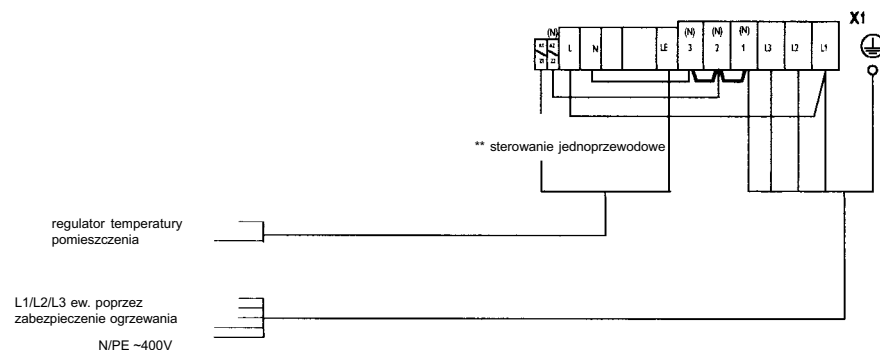 X1
(N) (N) (N) (N)
L N LE 3 2 1 L3 L2 L1
** sterowanie jednoprzewodowe
regulator temperatury
pomieszczenia
L1/L2/L3 ew. poprzez
zabezpieczenie ogrzewania
N/PE ~400V